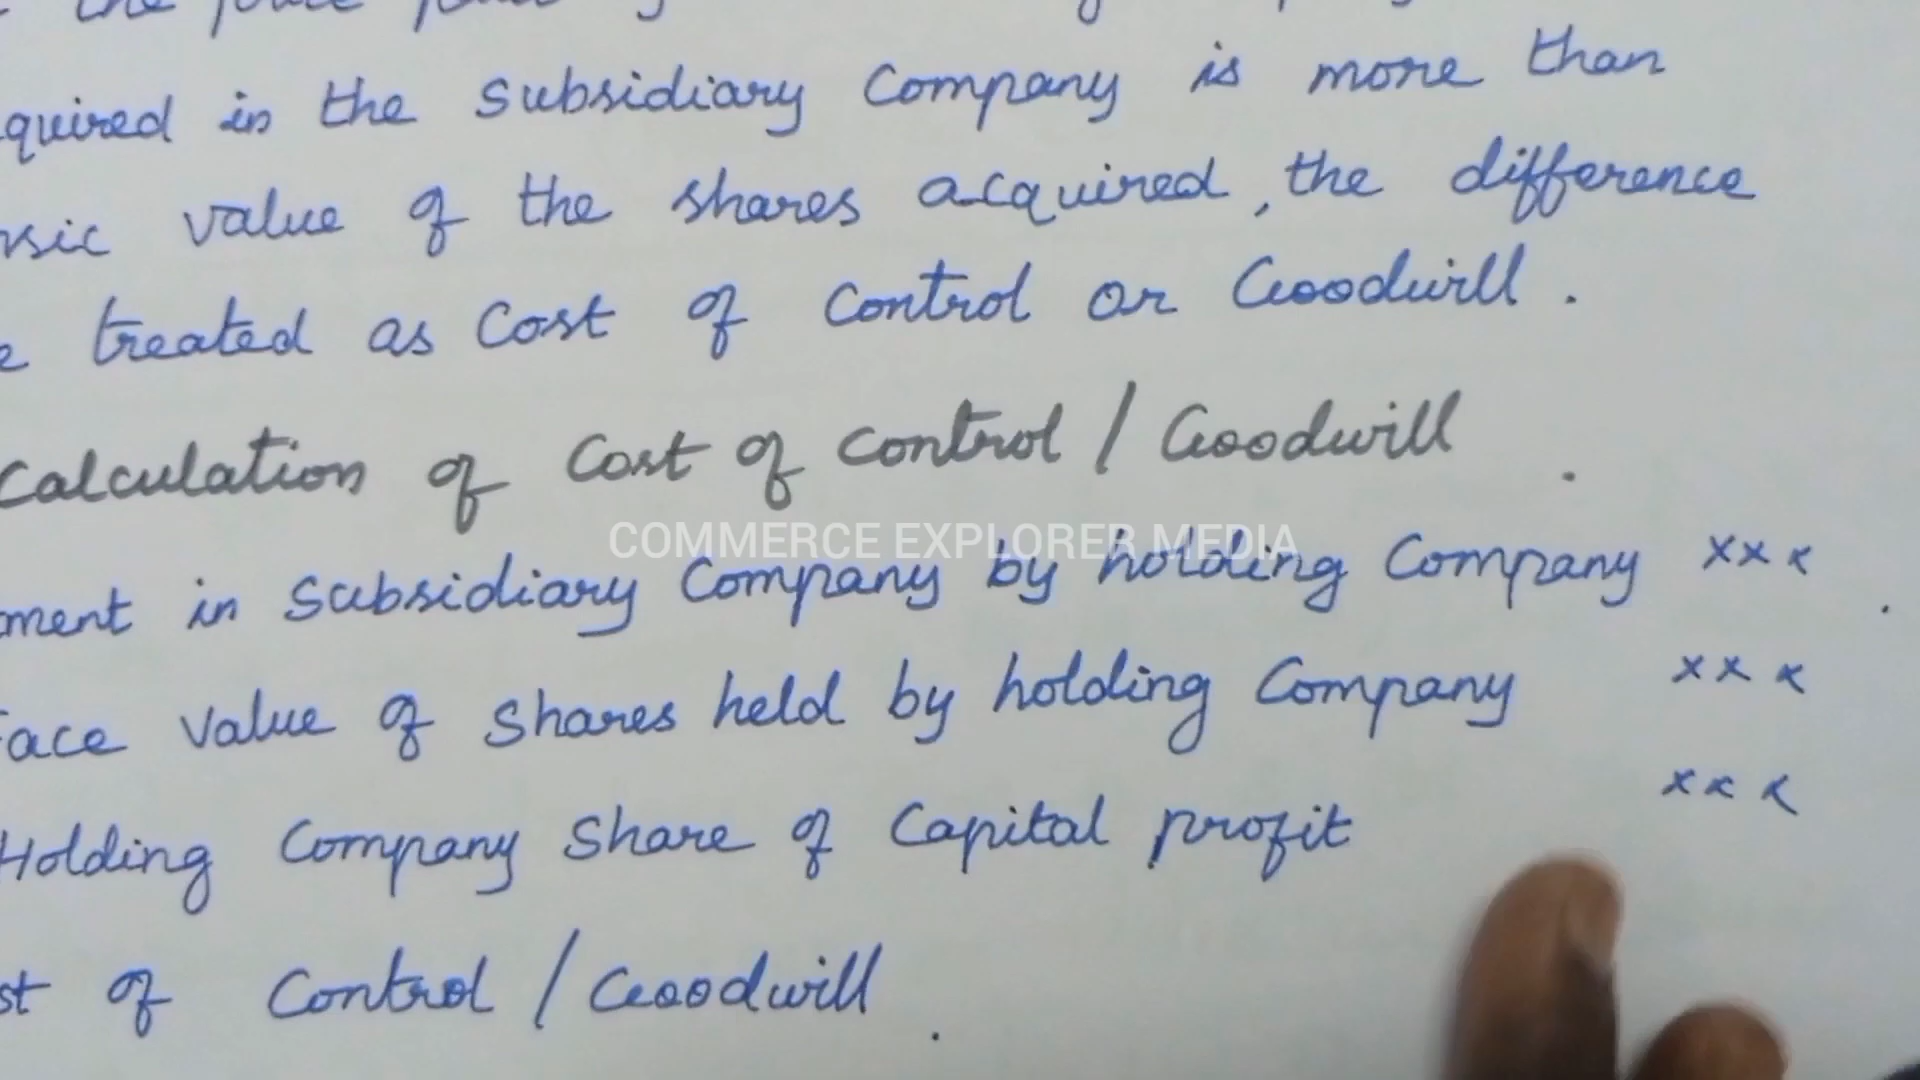 the
quired in the Subsidiary Company is more than
nsic value of the shares acquired, the difference
e treated as Cost of Control or Goodwill.
Calculation of Cost of Control / Goodwill
COMMERCE EXPLORER MEDIA
ment in Subsidiary Company by holding Company xxx
Face Value of Shares held by holding Company xxx
Holding Company Share of Capital profit xxx
st of Control / Goodwill